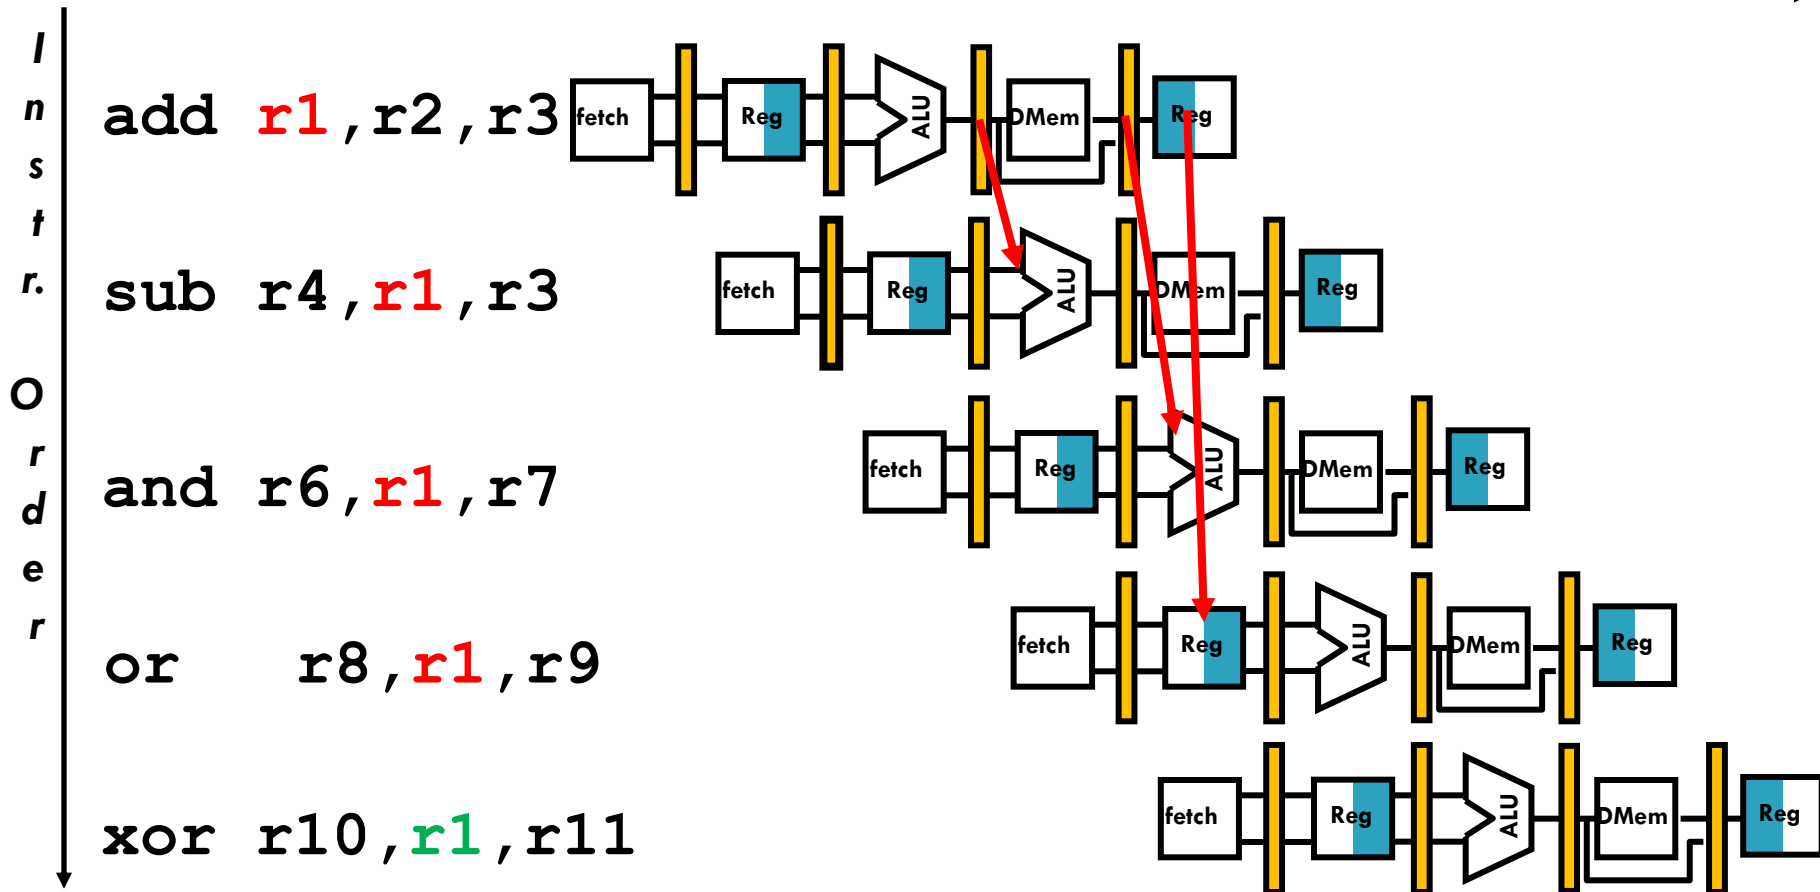 Instr. Order
add r1,r2,r3 fetch Reg ALU DMem Reg
sub r4,r1,r3 fetch Reg ALU DMem Reg
and r6,r1,r7 fetch Reg ALU DMem Reg
or r8,r1,r9 fetch Reg ALU DMem Reg
xor r10,r1,r11 fetch Reg ALU DMem Reg